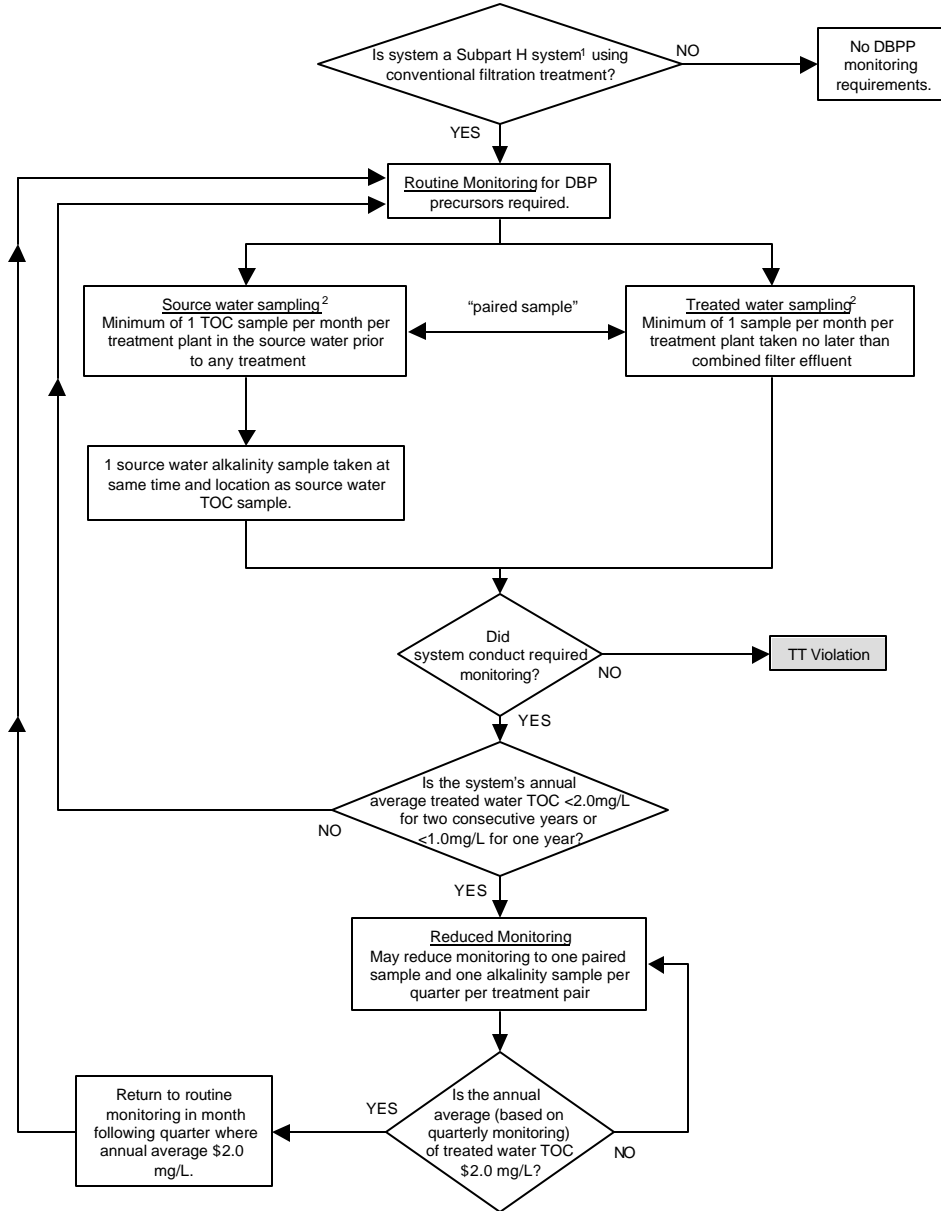 Is system a Subpart H system¹ using
conventional filtration treatment?
NO
No DBPP
monitoring
requirements.
YES
Routine Monitoring for DBP
precursors required.
Source water sampling²
Minimum of 1 TOC sample per month per
treatment plant in the source water prior
to any treatment
“paired sample”
Treated water sampling²
Minimum of 1 sample per month per
treatment plant taken no later than
combined filter effluent
1 source water alkalinity sample taken at
same time and location as source water
TOC sample.
Did
system conduct required
monitoring?
NO
TT Violation
YES
Is the system’s annual
average treated water TOC <2.0mg/L
for two consecutive years or
<1.0mg/L for one year?
NO
YES
Reduced Monitoring
May reduce monitoring to one paired
sample and one alkalinity sample per
quarter per treatment pair
Return to routine
monitoring in month
following quarter where
annual average $2.0
mg/L.
YES
Is the annual
average (based on
quarterly monitoring)
of treated water TOC
$2.0 mg/L?
NO